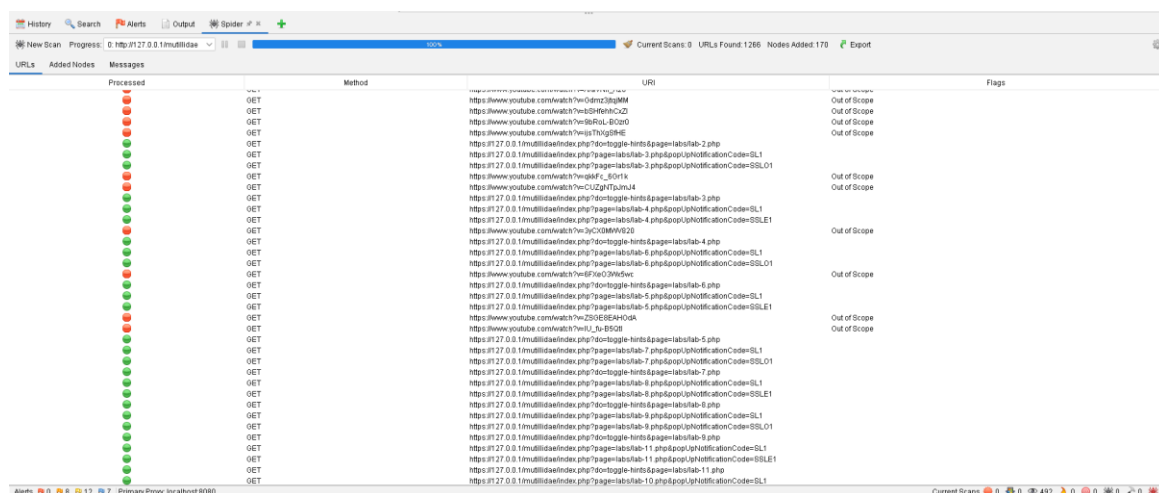 History Search Alerts Output Spider
New Scan Progress: 0: http://127.0.0.1/mutillidae 100% Current Scans: 0 URLs Found: 1266 Nodes Added: 170 Export
URLs Added Nodes Messages
Processed Method URI Flags
GET Out of Scope
GET https://www.youtube.com/watch?v=0dmz3jtqjMM Out of Scope
GET https://www.youtube.com/watch?v=bSHfehhCxZI Out of Scope
GET https://www.youtube.com/watch?v=9bRoL-BOzr0 Out of Scope
GET https://www.youtube.com/watch?v=ijsThXgSfHE Out of Scope
GET https://127.0.0.1/mutillidae/index.php?do=toggle-hints&page=labs/lab-2.php
GET https://127.0.0.1/mutillidae/index.php?page=labs/lab-3.php&popUpNotificationCode=SL1
GET https://127.0.0.1/mutillidae/index.php?page=labs/lab-3.php&popUpNotificationCode=SSLO1
GET https://www.youtube.com/watch?v=qkkFc_6Gr1k Out of Scope
GET https://www.youtube.com/watch?v=CUZgNTpJmJ4 Out of Scope
GET https://127.0.0.1/mutillidae/index.php?do=toggle-hints&page=labs/lab-3.php
GET https://127.0.0.1/mutillidae/index.php?page=labs/lab-4.php&popUpNotificationCode=SL1
GET https://127.0.0.1/mutillidae/index.php?page=labs/lab-4.php&popUpNotificationCode=SSLE1
GET https://www.youtube.com/watch?v=3yCX0MWV820 Out of Scope
GET https://127.0.0.1/mutillidae/index.php?do=toggle-hints&page=labs/lab-4.php
GET https://127.0.0.1/mutillidae/index.php?page=labs/lab-6.php&popUpNotificationCode=SL1
GET https://127.0.0.1/mutillidae/index.php?page=labs/lab-6.php&popUpNotificationCode=SSLO1
GET https://www.youtube.com/watch?v=6FXeO3Wk5wc Out of Scope
GET https://127.0.0.1/mutillidae/index.php?do=toggle-hints&page=labs/lab-6.php
GET https://127.0.0.1/mutillidae/index.php?page=labs/lab-5.php&popUpNotificationCode=SL1
GET https://127.0.0.1/mutillidae/index.php?page=labs/lab-5.php&popUpNotificationCode=SSLE1
GET https://www.youtube.com/watch?v=ZSGE8EAHOdA Out of Scope
GET https://www.youtube.com/watch?v=IU_fu-B5QtI Out of Scope
GET https://127.0.0.1/mutillidae/index.php?do=toggle-hints&page=labs/lab-5.php
GET https://127.0.0.1/mutillidae/index.php?page=labs/lab-7.php&popUpNotificationCode=SL1
GET https://127.0.0.1/mutillidae/index.php?page=labs/lab-7.php&popUpNotificationCode=SSLO1
GET https://127.0.0.1/mutillidae/index.php?do=toggle-hints&page=labs/lab-7.php
GET https://127.0.0.1/mutillidae/index.php?page=labs/lab-8.php&popUpNotificationCode=SL1
GET https://127.0.0.1/mutillidae/index.php?page=labs/lab-8.php&popUpNotificationCode=SSLE1
GET https://127.0.0.1/mutillidae/index.php?do=toggle-hints&page=labs/lab-8.php
GET https://127.0.0.1/mutillidae/index.php?page=labs/lab-9.php&popUpNotificationCode=SL1
GET https://127.0.0.1/mutillidae/index.php?page=labs/lab-9.php&popUpNotificationCode=SSLO1
GET https://127.0.0.1/mutillidae/index.php?do=toggle-hints&page=labs/lab-9.php
GET https://127.0.0.1/mutillidae/index.php?page=labs/lab-11.php&popUpNotificationCode=SL1
GET https://127.0.0.1/mutillidae/index.php?page=labs/lab-11.php&popUpNotificationCode=SSLE1
GET https://127.0.0.1/mutillidae/index.php?do=toggle-hints&page=labs/lab-11.php
GET https://127.0.0.1/mutillidae/index.php?page=labs/lab-10.php&popUpNotificationCode=SL1
Alerts 0 8 12 7 Primary Proxy: localhost:8080 Current Scans 0 0 492 0 0 0 0